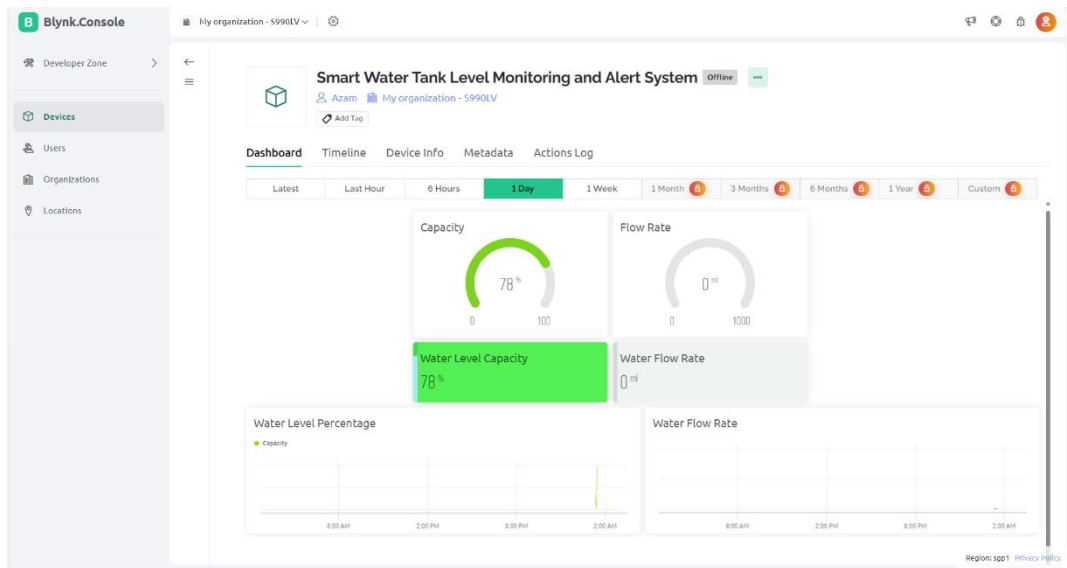 B Blynk.Console
My organization - 5990LV
Developer Zone
Devices
Users
Organizations
Locations
Smart Water Tank Level Monitoring and Alert System Offline
Azam My organization - 5990LV
Add Tag
Dashboard Timeline Device Info Metadata Actions Log
Latest Last Hour 6 Hours 1 Day 1 Week 1 Month 3 Months 6 Months 1 Year Custom
Capacity
78 %
0 100
Flow Rate
0 ml
0 1000
Water Level Capacity
78 %
Water Flow Rate
0 ml
Water Level Percentage
Capacity
8:00 AM 2:00 PM 8:00 PM 2:00 AM
Water Flow Rate
8:00 AM 2:00 PM 8:00 PM 2:00 AM
Region: sgp1 Privacy Policy